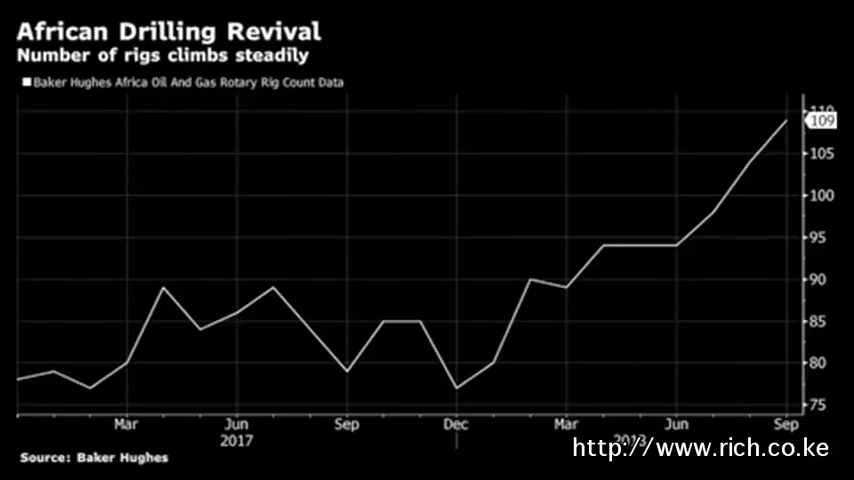 African Drilling Revival
Number of rigs climbs steadily
Baker Hughes Africa Oil And Gas Rotary Rig Count Data
110
109
105
100
95
90
85
80
75
Mar Jun Sep Dec Mar Jun Sep
2017
http://www.rich.co.ke
Source: Baker Hughes